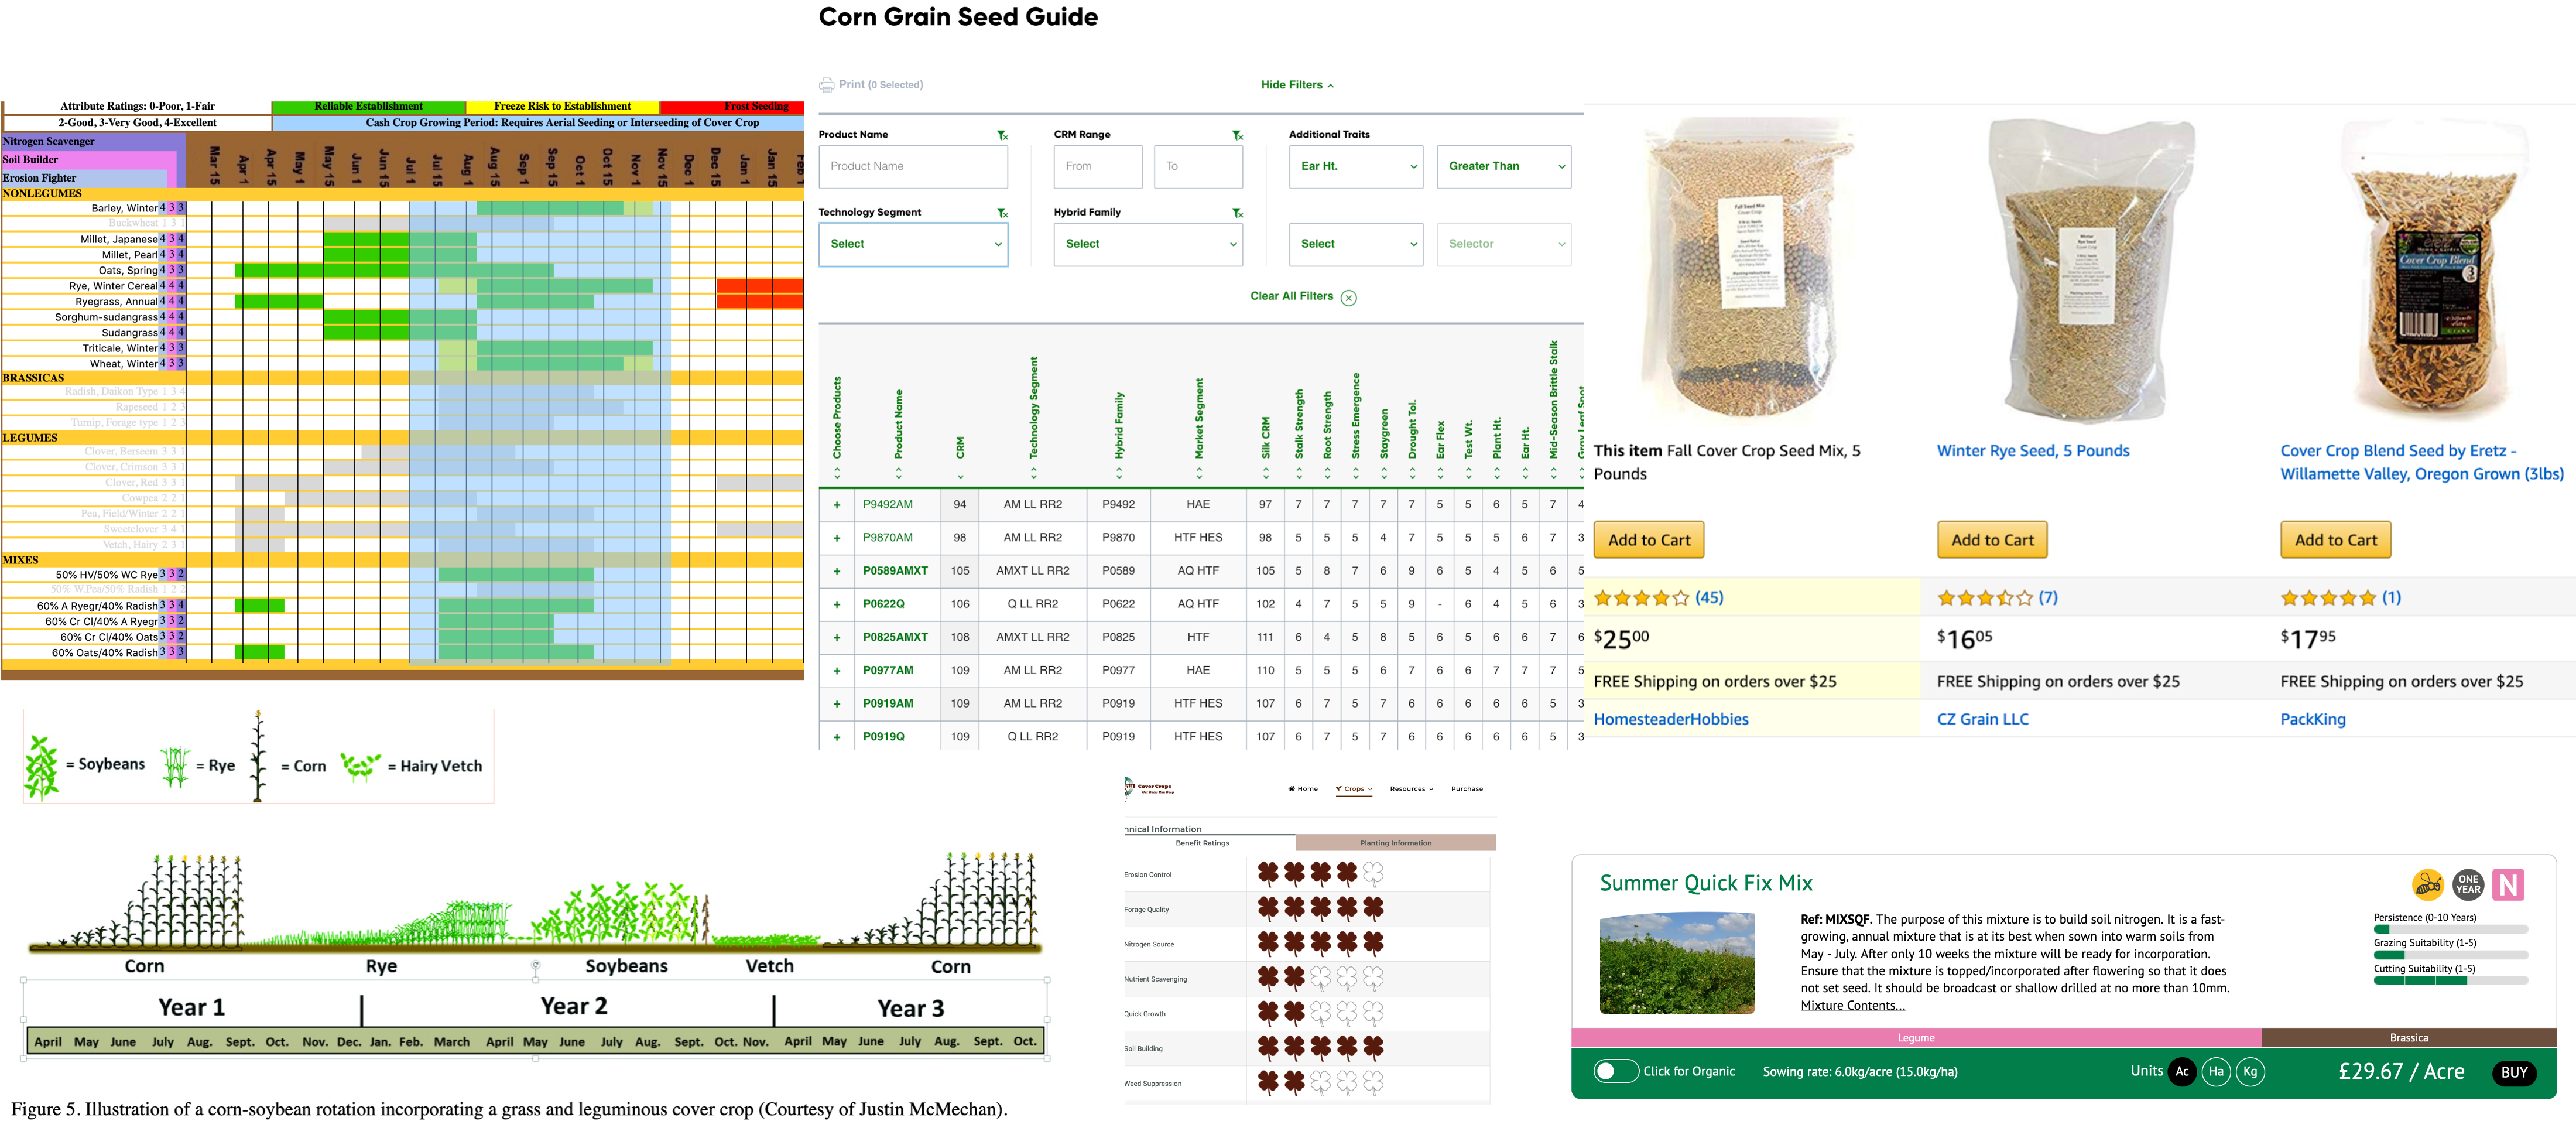 Corn Grain Seed Guide
Print (0 Selected)
Hide Filters
Product Name
CRM Range
Additional Traits
Product Name
From
To
Ear Ht.
Greater Than
Technology Segment
Hybrid Family
Select
Select
Select
Selector
Clear All Filters
Choose Products
Product Name
CRM
Technology Segment
Hybrid Family
Market Segment
Silk CRM
Stalk Strength
Root Strength
Stress Emergence
Staygreen
Drought Tol.
Ear Flex
Test Wt.
Plant Ht.
Ear Ht.
Mid-Season Brittle Stalk
Gray Leaf Spot
+ P9492AM 94 AM LL RR2 P9492 HAE 97 7 7 7 7 7 5 5 6 5 7 4
+ P9870AM 98 AM LL RR2 P9870 HTF HES 98 5 5 5 4 7 5 5 5 6 7 3
+ P0589AMXT 105 AMXT LL RR2 P0589 AQ HTF 105 5 8 7 6 9 6 5 4 5 6 5
+ P0622Q 106 Q LL RR2 P0622 AQ HTF 102 4 7 5 5 9 - 6 4 5 6 3
+ P0825AMXT 108 AMXT LL RR2 P0825 HTF 111 6 4 5 8 5 6 5 6 6 7 6
+ P0977AM 109 AM LL RR2 P0977 HAE 110 5 5 5 6 7 6 6 7 7 7 5
+ P0919AM 109 AM LL RR2 P0919 HTF HES 107 6 7 5 7 6 6 6 6 6 5 3
+ P0919Q 109 Q LL RR2 P0919 HTF HES 107 6 7 5 7 6 6 6 6 6 5 3
Attribute Ratings: 0-Poor, 1-Fair
Reliable Establishment
Freeze Risk to Establishment
Frost Seeding
2-Good, 3-Very Good, 4-Excellent
Cash Crop Growing Period: Requires Aerial Seeding or Interseeding of Cover Crop
Nitrogen Scavenger
Soil Builder
Erosion Fighter
Mar 15
Apr 1
Apr 15
May 1
May 15
Jun 1
Jun 15
Jul 1
Jul 15
Aug 1
Aug 15
Sep 1
Sep 15
Oct 1
Oct 15
Nov 1
Nov 15
Dec 1
Dec 15
Jan 1
Jan 15
Feb 1
NONLEGUMES
Barley, Winter 4 3 3
Buckwheat 1 3 1
Millet, Japanese 4 3 4
Millet, Pearl 4 3 4
Oats, Spring 4 3 3
Rye, Winter Cereal 4 4 4
Ryegrass, Annual 4 4 4
Sorghum-sudangrass 4 4 4
Sudangrass 4 4 4
Triticale, Winter 4 3 3
Wheat, Winter 4 3 3
BRASSICAS
Radish, Daikon Type 1 3 4
Rapeseed 1 2 3
Turnip, Forage type 1 2 3
LEGUMES
Clover, Berseem 3 3 1
Clover, Crimson 3 3 1
Clover, Red 3 3 1
Cowpea 2 2 1
Pea, Field/Winter 2 2 1
Sweetclover 3 4 1
Vetch, Hairy 2 3 1
MIXES
50% HV/50% WC Rye 3 3 2
50% W.Pea/50% Radish 1 2 2
60% A Ryegr/40% Radish 3 3 4
60% Cr Cl/40% A Ryegr 3 3 2
60% Cr Cl/40% Oats 3 3 2
60% Oats/40% Radish 3 3 3
Fall Seed Mix
Cover Crop
Winter
Rye Seed
Cover Crop
Cover Crop Blend
3
This item Fall Cover Crop Seed Mix, 5
Pounds
Winter Rye Seed, 5 Pounds
Cover Crop Blend Seed by Eretz -
Willamette Valley, Oregon Grown (3lbs)
Add to Cart
Add to Cart
Add to Cart
(45)
(7)
(1)
$2500
$1605
$1795
FREE Shipping on orders over $25
FREE Shipping on orders over $25
FREE Shipping on orders over $25
HomesteaderHobbies
CZ Grain LLC
PackKing
= Soybeans
= Rye
= Corn
= Hairy Vetch
Corn
Rye
Soybeans
Vetch
Corn
Year 1
Year 2
Year 3
April May June July Aug. Sept. Oct. Nov. Dec. Jan. Feb. March April May June July Aug. Sept. Oct. Nov. April May June July Aug. Sept. Oct.
Figure 5. Illustration of a corn-soybean rotation incorporating a grass and leguminous cover crop (Courtesy of Justin McMechan).
Cover Crops
Home
Crops
Resources
Purchase
nnical Information
Benefit Ratings
Planting Information
Erosion Control
Forage Quality
Nitrogen Source
Nutrient Scavenging
Quick Growth
Soil Building
Weed Suppression
Summer Quick Fix Mix
ONE
YEAR
N
Ref: MIXSQF. The purpose of this mixture is to build soil nitrogen. It is a fast-
growing, annual mixture that is at its best when sown into warm soils from
May - July. After only 10 weeks the mixture will be ready for incorporation.
Ensure that the mixture is topped/incorporated after flowering so that it does
not set seed. It should be broadcast or shallow drilled at no more than 10mm.
Mixture Contents...
Persistence (0-10 Years)
Grazing Suitability (1-5)
Cutting Suitability (1-5)
Legume
Brassica
Click for Organic
Sowing rate: 6.0kg/acre (15.0kg/ha)
Units Ac Ha Kg
£29.67 / Acre
BUY